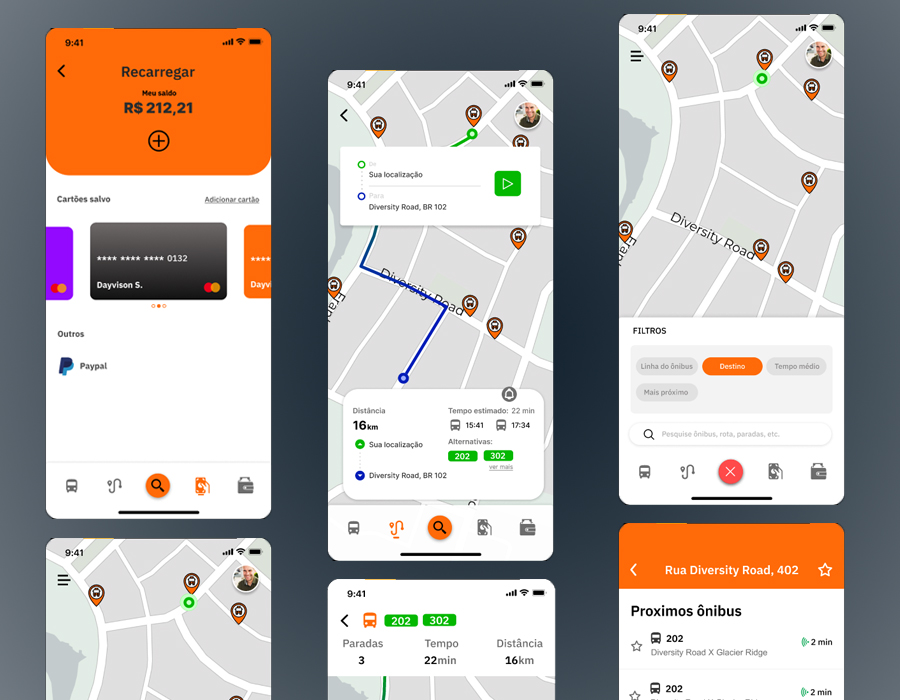 9:41
Recarregar
Meu saldo
R$ 212,21
Cartões salvo
Adicionar cartão
**** **** **** 0132
Dayvison S.
****
Dayv
Outros
Paypal
9:41
9:41
De
Sua localização
Para
Diversity Road, BR 102
Diversity Road
Distância
16km
Sua localização
Diversity Road, BR 102
Tempo estimado: 22 min
15:41
17:34
Alternativas:
202
302
ver mais
9:41
202
302
Paradas
3
Tempo
22min
Distância
16km
9:41
Diversity Road
FILTROS
Linha do ônibus
Destino
Tempo médio
Mais próximo
Pesquise ônibus, rota, paradas, etc.
Rua Diversity Road, 402
Proximos ônibus
202
Diversity Road X Glacier Ridge
2 min
202
2 min